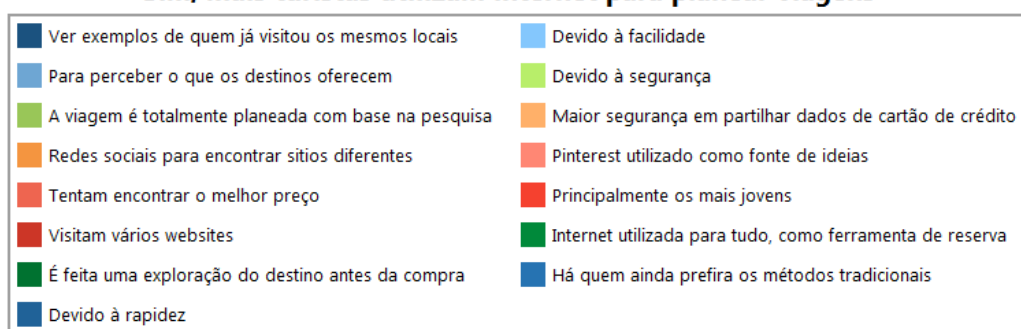 Ver exemplos de quem já visitou os mesmos locais
Para perceber o que os destinos oferecem
A viagem é totalmente planeada com base na pesquisa
Redes sociais para encontrar sitios diferentes
Tentam encontrar o melhor preço
Visitam vários websites
É feita uma exploração do destino antes da compra
Devido à rapidez
Devido à facilidade
Devido à segurança
Maior segurança em partilhar dados de cartão de crédito
Pinterest utilizado como fonte de ideias
Principalmente os mais jovens
Internet utilizada para tudo, como ferramenta de reserva
Há quem ainda prefira os métodos tradicionais